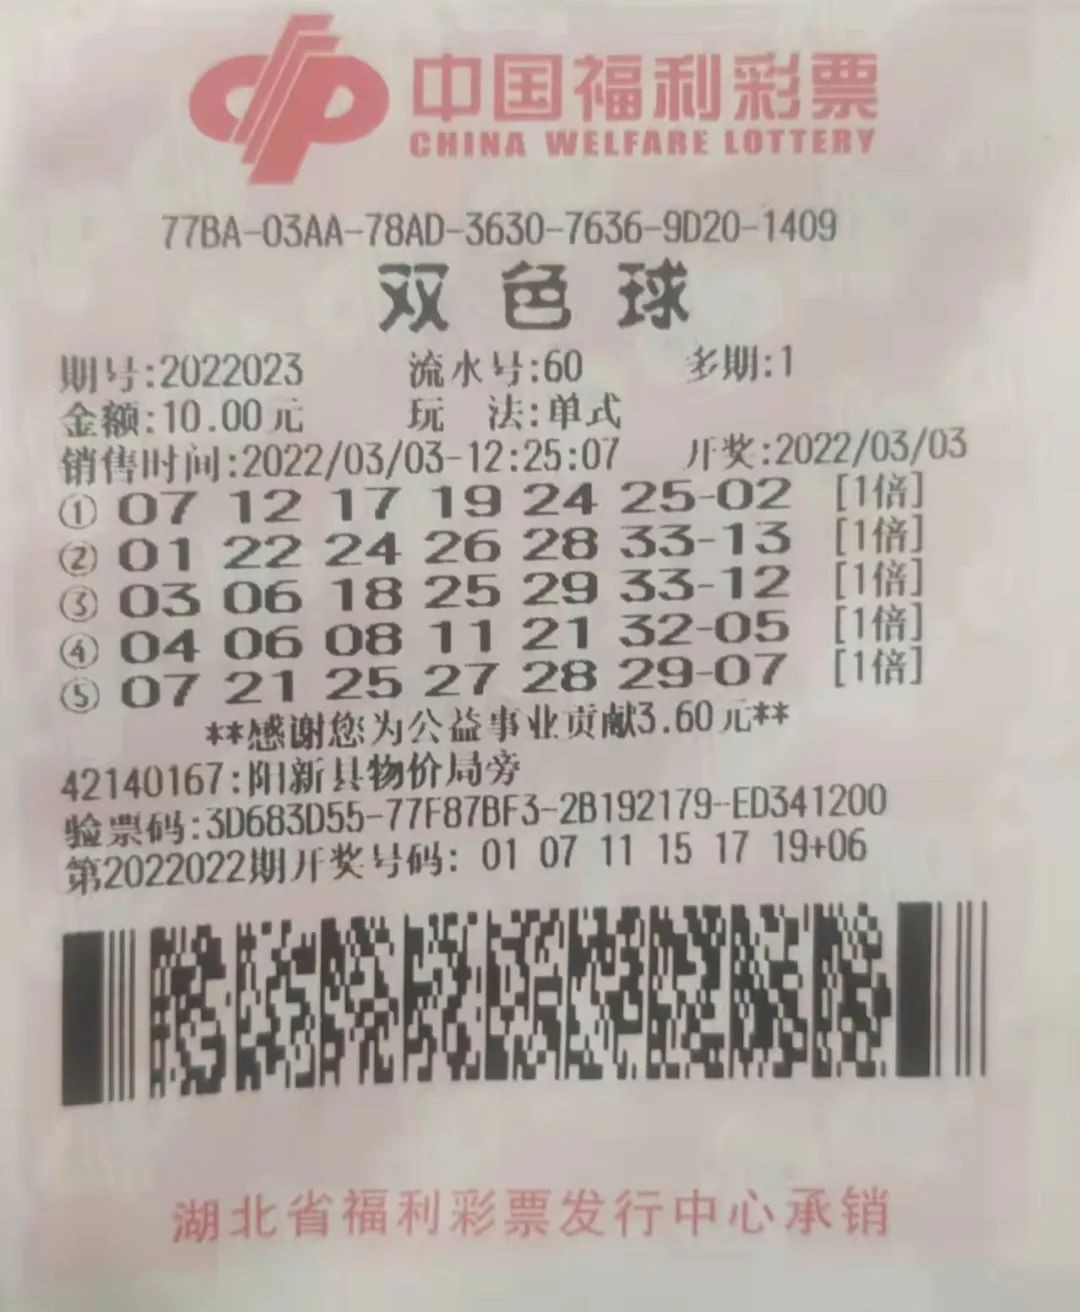 中国福利彩票
CHINA WELFARE LOTTERY
77BA-03AA-78AD-3630-7636-9D20-1409
双色球
期号:2022023 流水号:60 多期:1
金额:10.00元 玩 法:单式
销售时间:2022/03/03-12:25:07 开奖:2022/03/03
① 07 12 17 19 24 25-02 [1倍]
② 01 22 24 26 28 33-13 [1倍]
③ 03 06 18 25 29 33-12 [1倍]
④ 04 06 08 11 21 32-05 [1倍]
⑤ 07 21 25 27 28 29-07 [1倍]
**感谢您为公益事业贡献3.60元**
42140167:阳新县物价局旁
验票码:3D683D55-77F87BF3-2B192179-ED341200
第2022022期开奖号码: 01 07 11 15 17 19+06
湖北省福利彩票发行中心承销